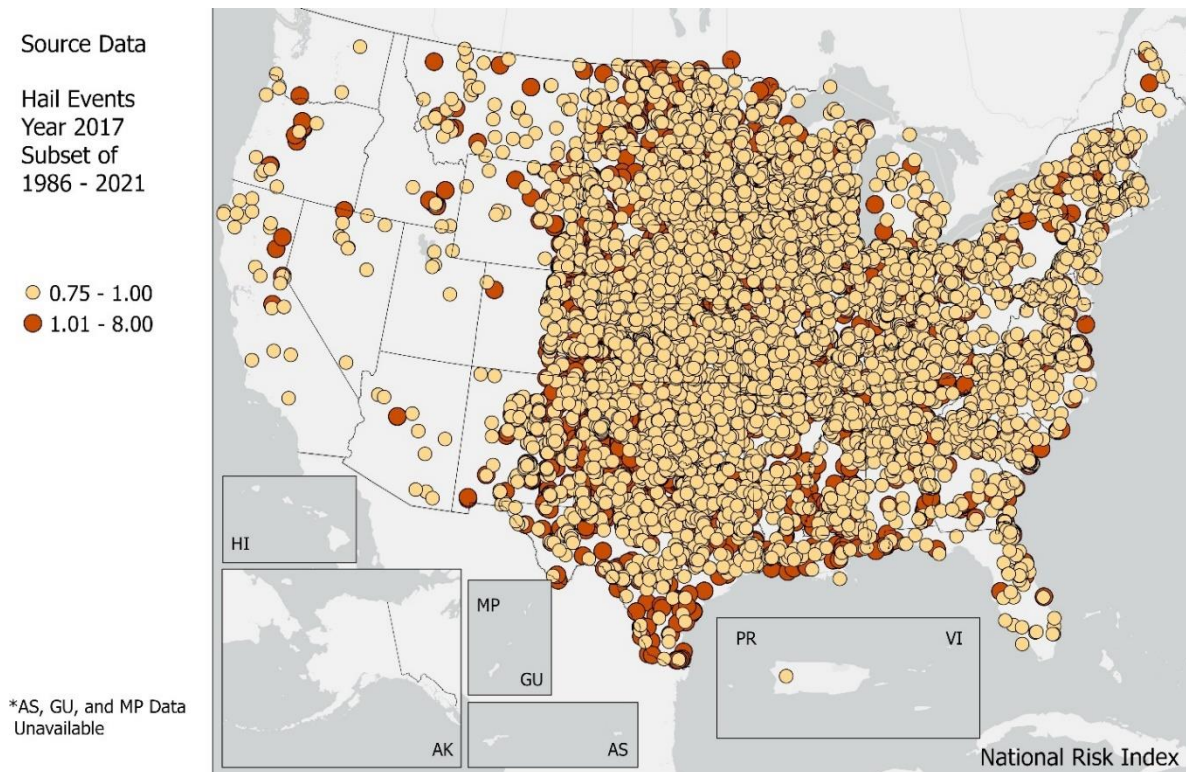 Source Data
Hail Events
Year 2017
Subset of
1986 - 2021
0.75 - 1.00
1.01 - 8.00
HI
MP
GU
PR
VI
*AS, GU, and MP Data
Unavailable
AK
AS
National Risk Index